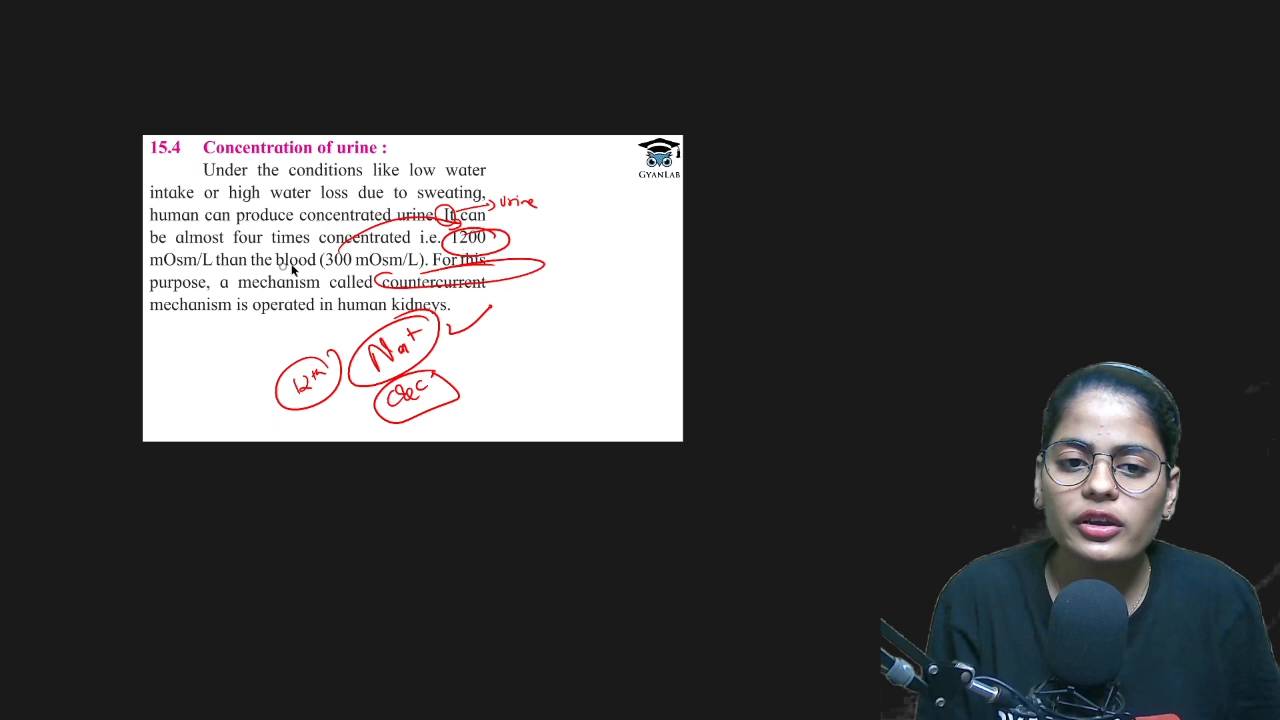 15.4 Concentration of urine :
GYANLAB
Under the conditions like low water
intake or high water loss due to sweating,
human can produce concentrated urine. It can
urine
be almost four times concentrated i.e. 1200
mOsm/L than the blood (300 mOsm/L). For this
purpose, a mechanism called countercurrent
mechanism is operated in human kidneys.
Na+
12th